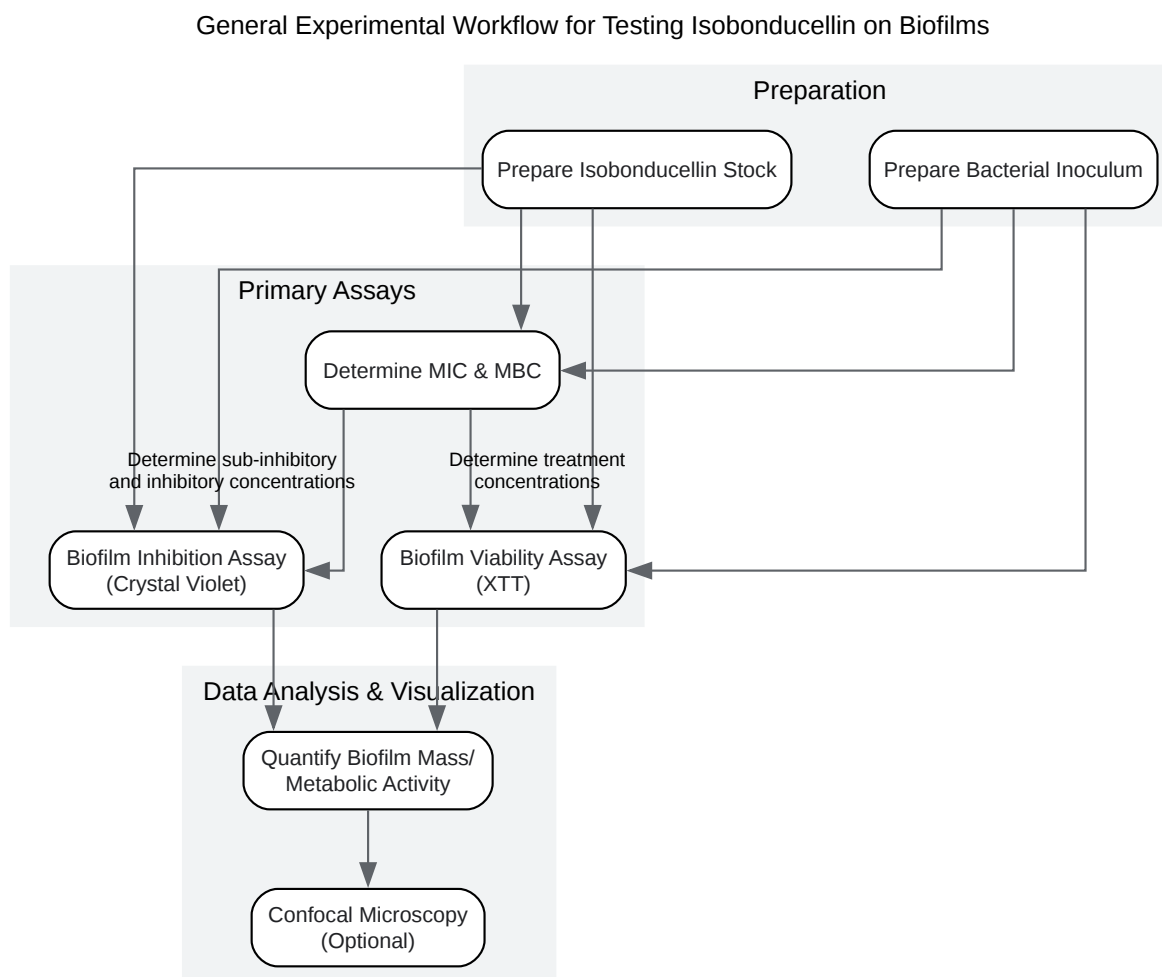 General Experimental Workflow for Testing Isobonducellin on Biofilms
Preparation
Prepare Isobonducellin Stock
Prepare Bacterial Inoculum
Primary Assays
Determine MIC & MBC
Determine sub-inhibitory
and inhibitory concentrations
Determine treatment
concentrations
Biofilm Inhibition Assay
(Crystal Violet)
Biofilm Viability Assay
(XTT)
Data Analysis & Visualization
Quantify Biofilm Mass/
Metabolic Activity
Confocal Microscopy
(Optional)